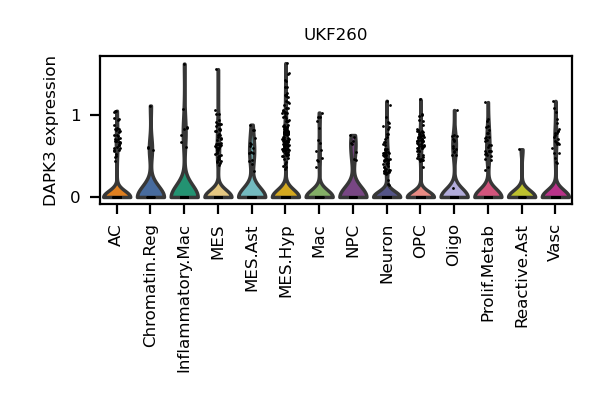 UKF260
DAPK3 expression
1
0
AC
Chromatin.Reg
Inflammatory.Mac
MES
MES.Ast
MES.Hyp
Mac
NPC
Neuron
OPC
Oligo
Prolif.Metab
Reactive.Ast
Vasc